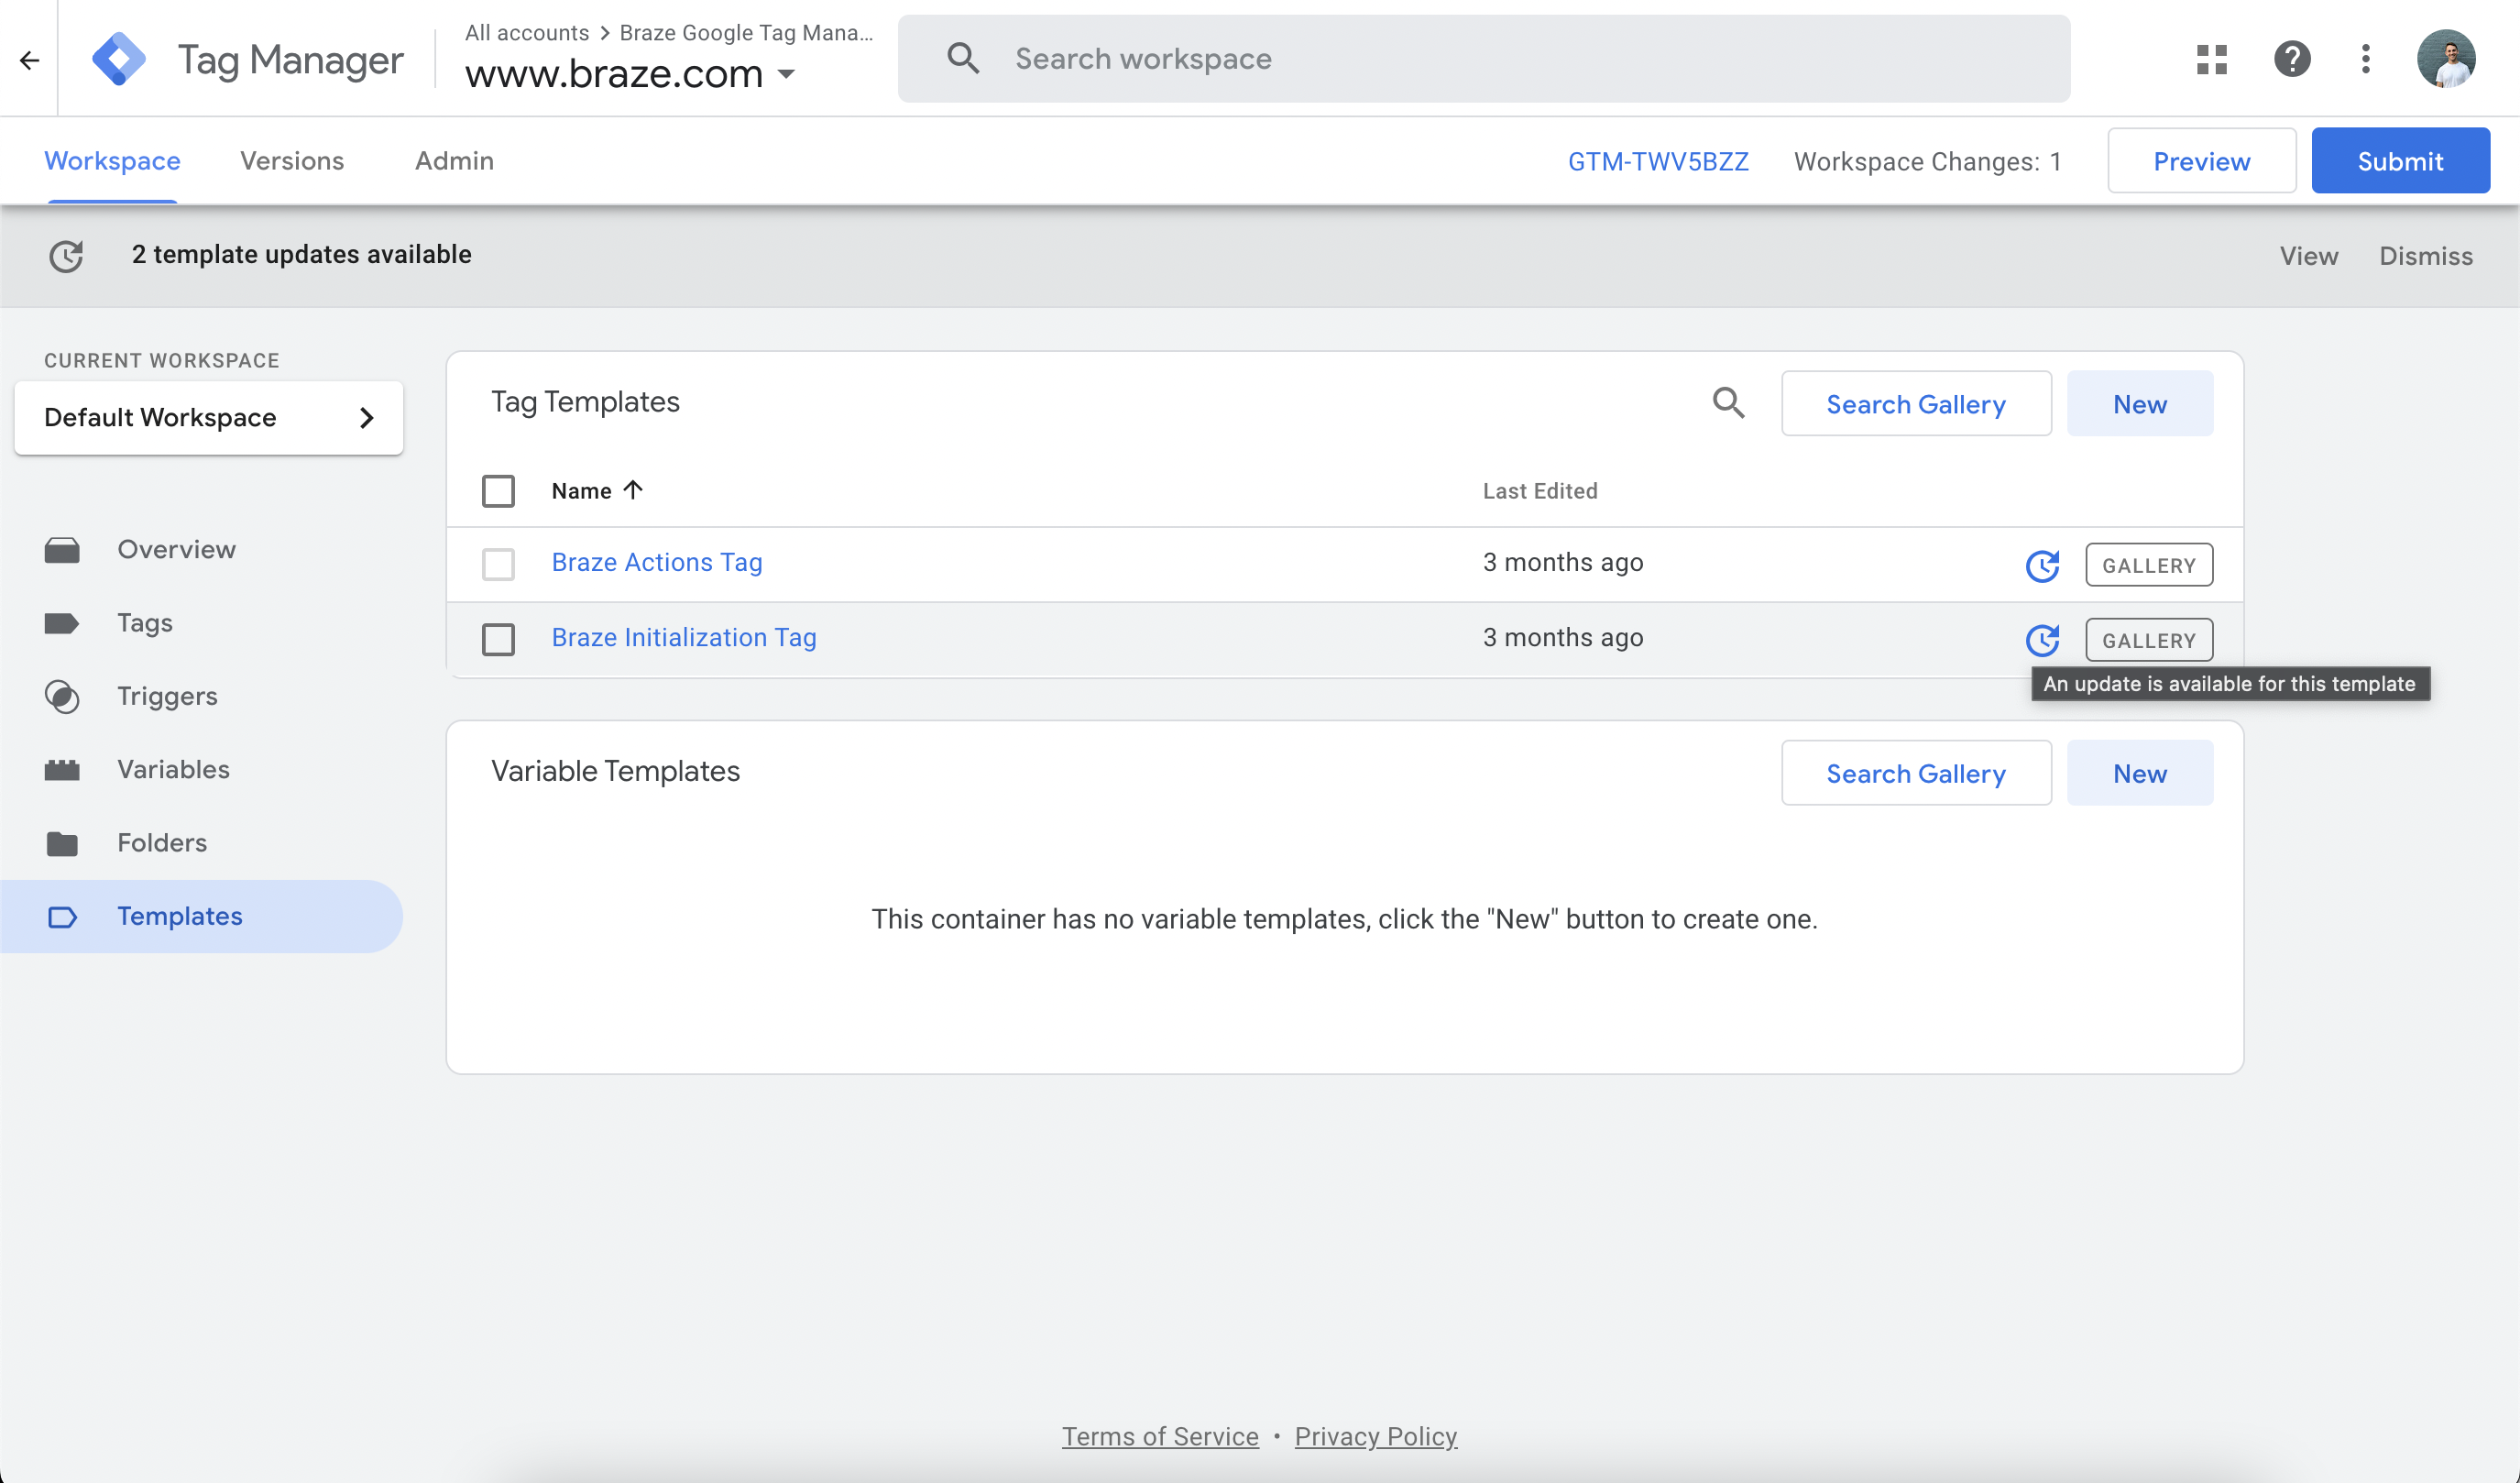 Tag Manager
All accounts > Braze Google Tag Mana...
www.braze.com
Search workspace
Workspace
Versions
Admin
GTM-TWV5BZZ
Workspace Changes: 1
Preview
Submit
2 template updates available
View
Dismiss
CURRENT WORKSPACE
Default Workspace
Overview
Tags
Triggers
Variables
Folders
Templates
Tag Templates
Search Gallery
New
Name
Last Edited
Braze Actions Tag
3 months ago
GALLERY
Braze Initialization Tag
3 months ago
GALLERY
An update is available for this template
Variable Templates
Search Gallery
New
This container has no variable templates, click the "New" button to create one.
Terms of Service • Privacy Policy